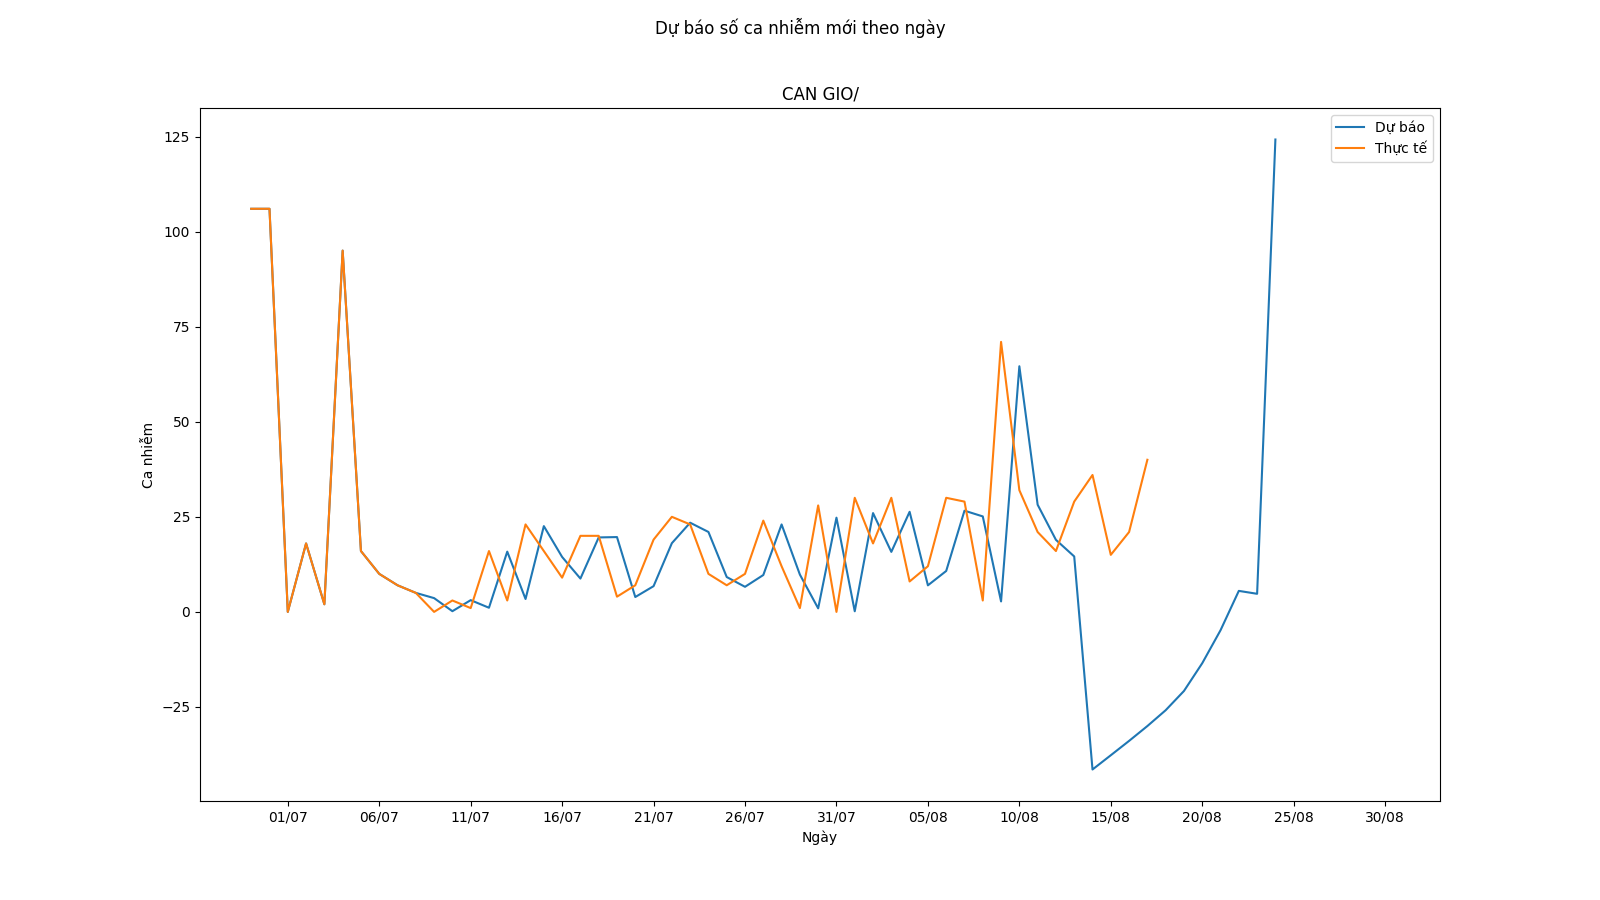 Dự báo số ca nhiễm mới theo ngày
CAN GIO/
Dự báo
Thực tế
125
100
75
50
25
0
−25
Ca nhiễm
01/07 06/07 11/07 16/07 21/07 26/07 31/07 05/08 10/08 15/08 20/08 25/08 30/08
Ngày